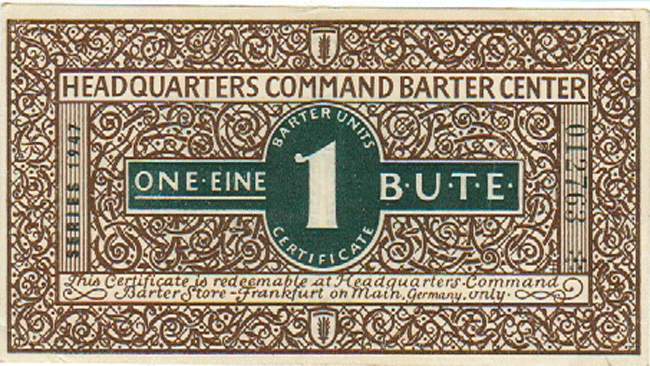 HEADQUARTERS COMMAND BARTER CENTER
SERIES 1947
012763
BARTER UNITS
ONE·EINE 1 B·U·T·E·
CERTIFICATE
This Certificate is redeemable at Headquarters-Command
Barter Store-Frankfurt on Main, Germany, only.